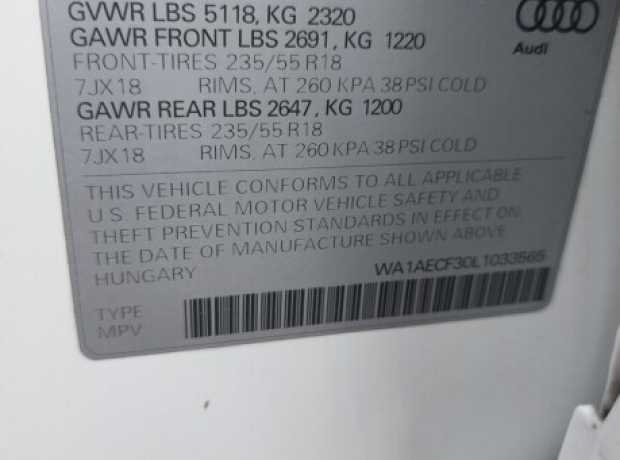 GVWR LBS 5118, KG 2320
GAWR FRONT LBS 2691, KG 1220
FRONT-TIRES 235/55 R18
7JX18 RIMS, AT 260 KPA 38 PSI COLD
GAWR REAR LBS 2647, KG 1200
REAR-TIRES 235/55 R18
7JX18 RIMS, AT 260 KPA 38 PSI COLD
Audi
THIS VEHICLE CONFORMS TO ALL APPLICABLE
U.S. FEDERAL MOTOR VEHICLE SAFETY AND
THEFT PREVENTION STANDARDS IN EFFECT ON
THE DATE OF MANUFACTURE SHOWN ABOVE
HUNGARY
WA1AECF30L1033565
TYPE
MPV